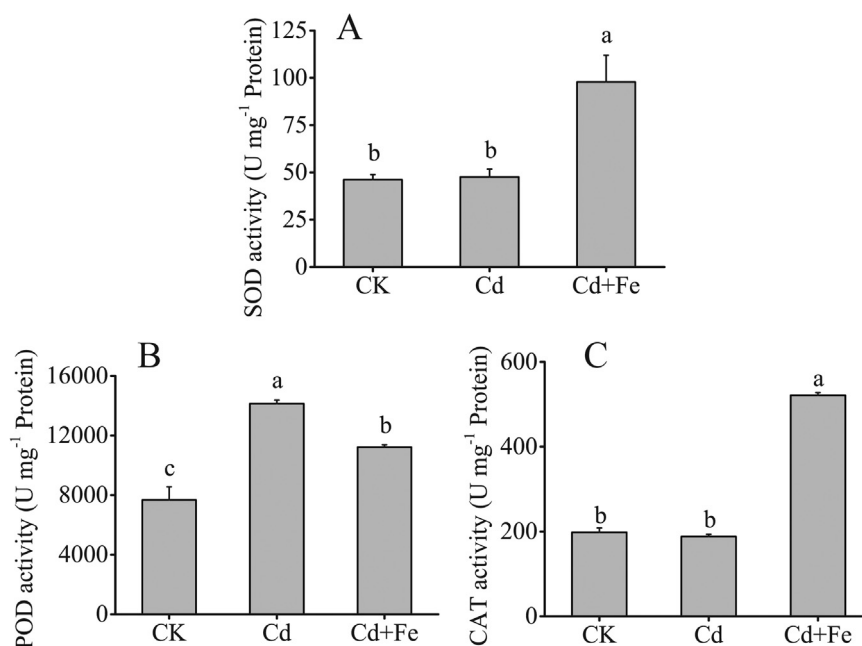 A
SOD activity (U mg⁻¹ Protein)
125
100
75
50
25
0
b
b
a
CK
Cd
Cd+Fe
B
POD activity (U mg⁻¹ Protein)
16000
12000
8000
4000
0
c
a
b
CK
Cd
Cd+Fe
C
CAT activity (U mg⁻¹ Protein)
600
400
200
0
b
b
a
CK
Cd
Cd+Fe